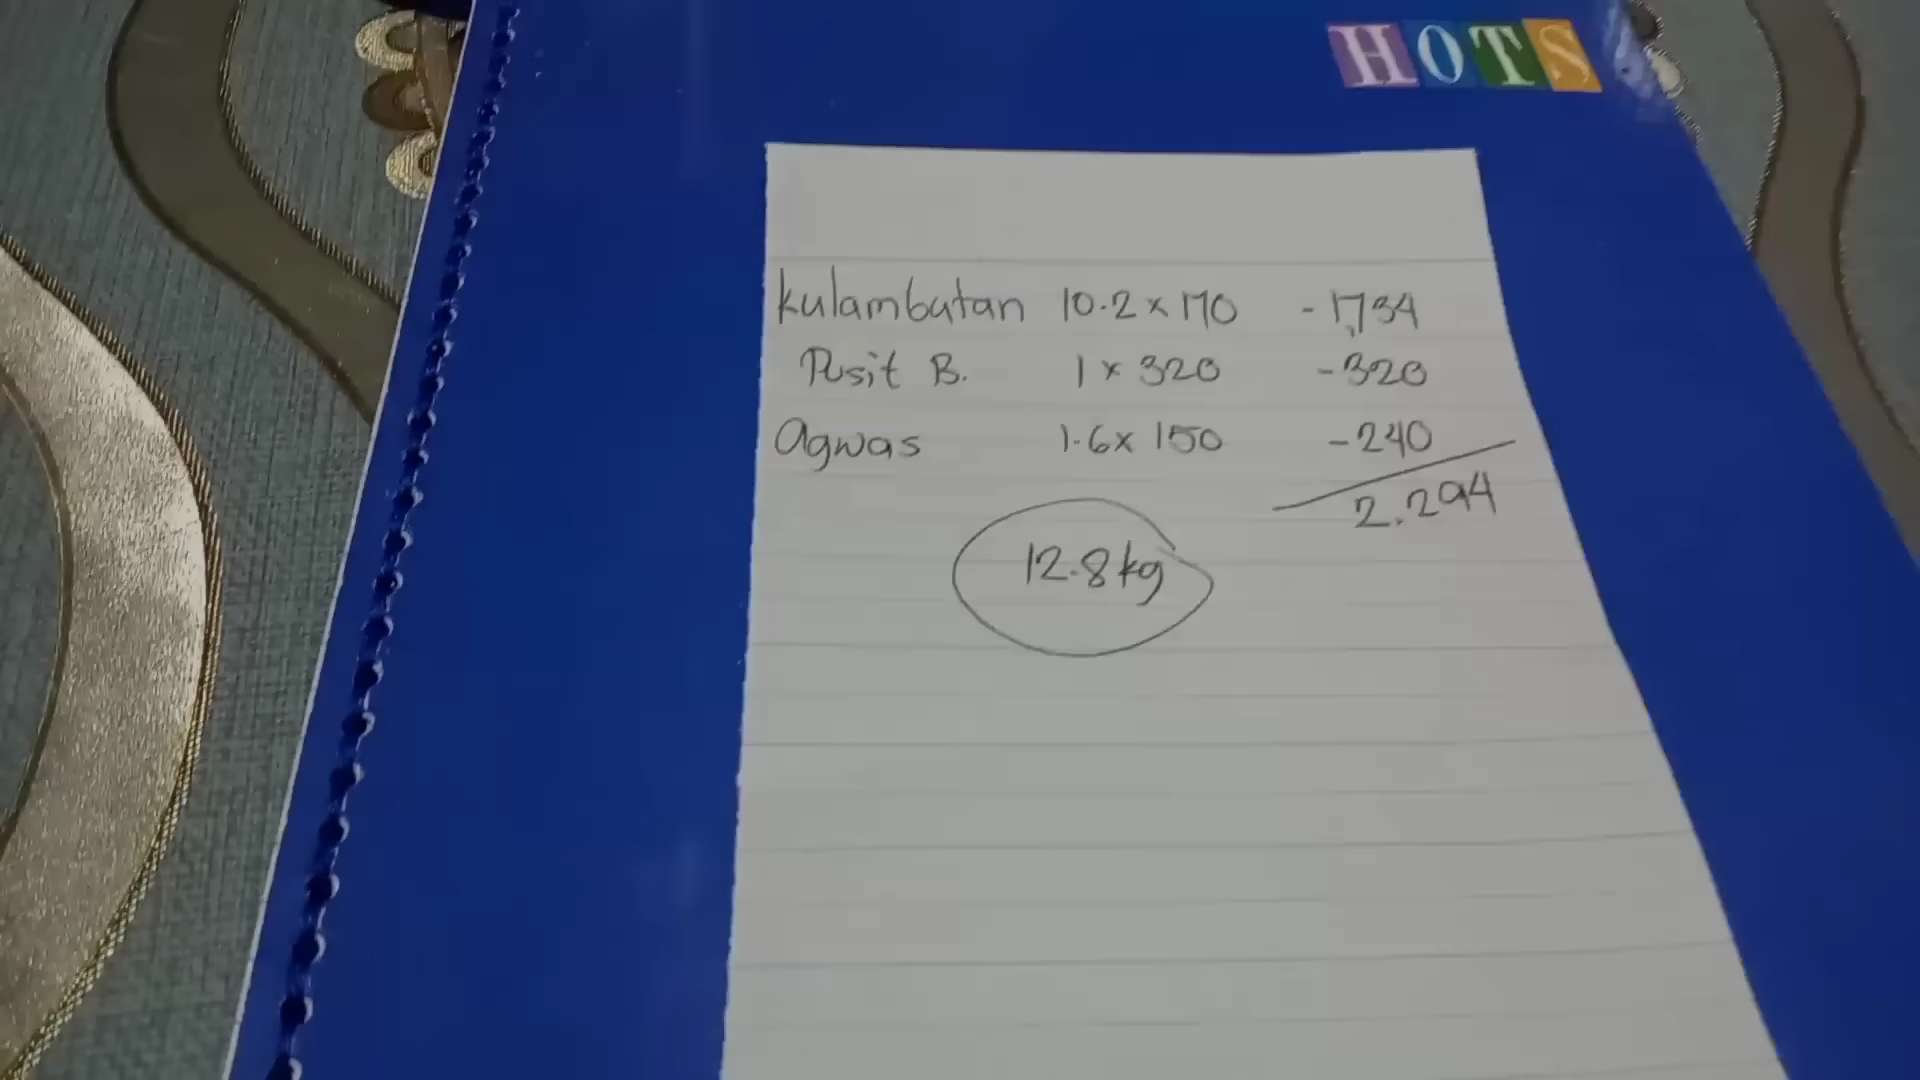 HOTS
Kulambutan 10.2 x 170 - 1,734
Pusit B. 1 x 320 - 320
Agwas 1.6 x 150 - 240
2.294
12.8 kg